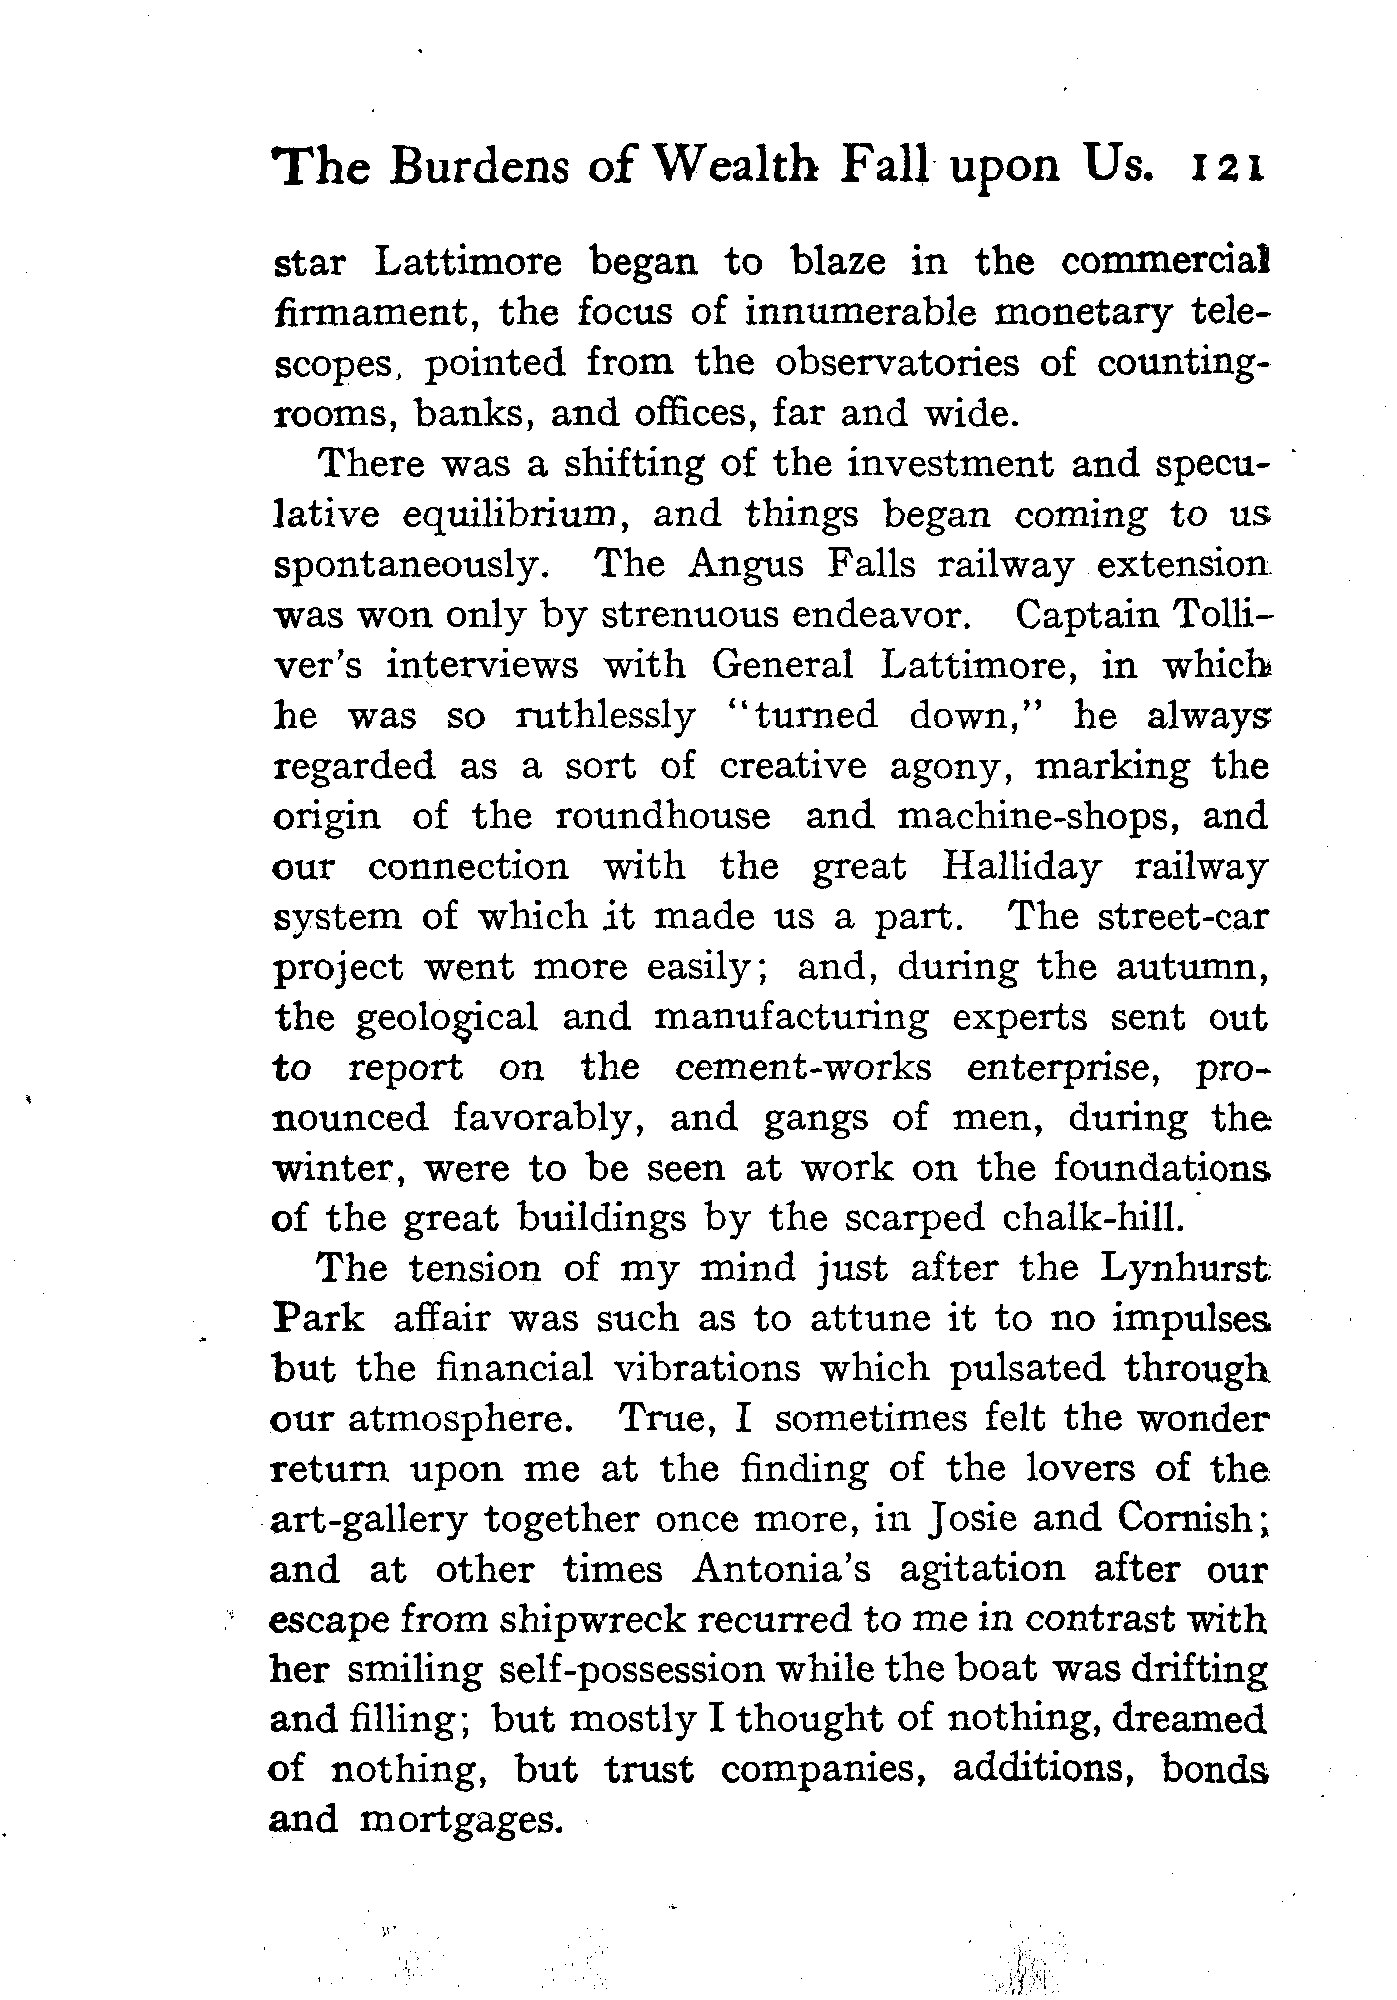 The Burdens of Wealth Fall upon Us. 121
star Lattimore began to blaze in the commercial
firmament, the focus of innumerable monetary tele-
scopes, pointed from the observatories of counting-
rooms, banks, and offices, far and wide.
There was a shifting of the investment and specu-
lative equilibrium, and things began coming to us
spontaneously. The Angus Falls railway extension
was won only by strenuous endeavor. Captain Tolli-
ver's interviews with General Lattimore, in which
he was so ruthlessly "turned down," he always
regarded as a sort of creative agony, marking the
origin of the roundhouse and machine-shops, and
our connection with the great Halliday railway
system of which it made us a part. The street-car
project went more easily; and, during the autumn,
the geological and manufacturing experts sent out
to report on the cement-works enterprise, pro-
nounced favorably, and gangs of men, during the
winter, were to be seen at work on the foundations
of the great buildings by the scarped chalk-hill.
The tension of my mind just after the Lynhurst
Park affair was such as to attune it to no impulses
but the financial vibrations which pulsated through
our atmosphere. True, I sometimes felt the wonder
return upon me at the finding of the lovers of the
art-gallery together once more, in Josie and Cornish;
and at other times Antonia's agitation after our
escape from shipwreck recurred to me in contrast with
her smiling self-possession while the boat was drifting
and filling; but mostly I thought of nothing, dreamed
of nothing, but trust companies, additions, bonds
and mortgages.